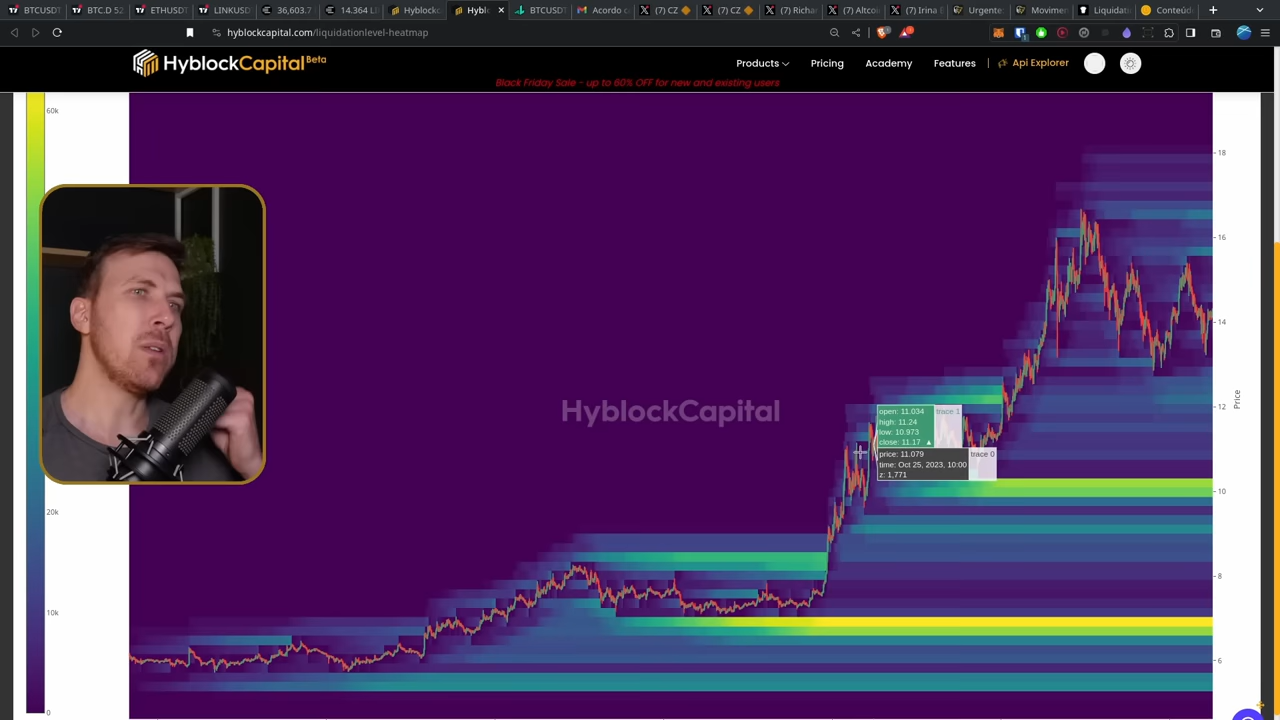 BTCUSDT
BTC.D 52
ETHUSDT
LINKUSD
36,603.7
14.364 L
Hyblock
Hyblo
BTCUSDT
Acordo c
(7) CZ
(7) CZ
(7) Richar
(7) Altcoi
(7) Irina I
Urgente:
Movimen
Liquidati
Conteúd
hyblockcapital.com/liquidationlevel-heatmap
HyblockCapital Beta
Products
Pricing
Academy
Features
Api Explorer
Black Friday Sale - up to 60% OFF for new and existing users
60k
20k
10k
0
18
16
14
12
10
8
6
Price
HyblockCapital
open: 11.034
high: 11.24
low: 10.973
close: 11.17 ▲
trace 1
price: 11.079
time: Oct 25, 2023, 10:00
z: 1,771
trace 0